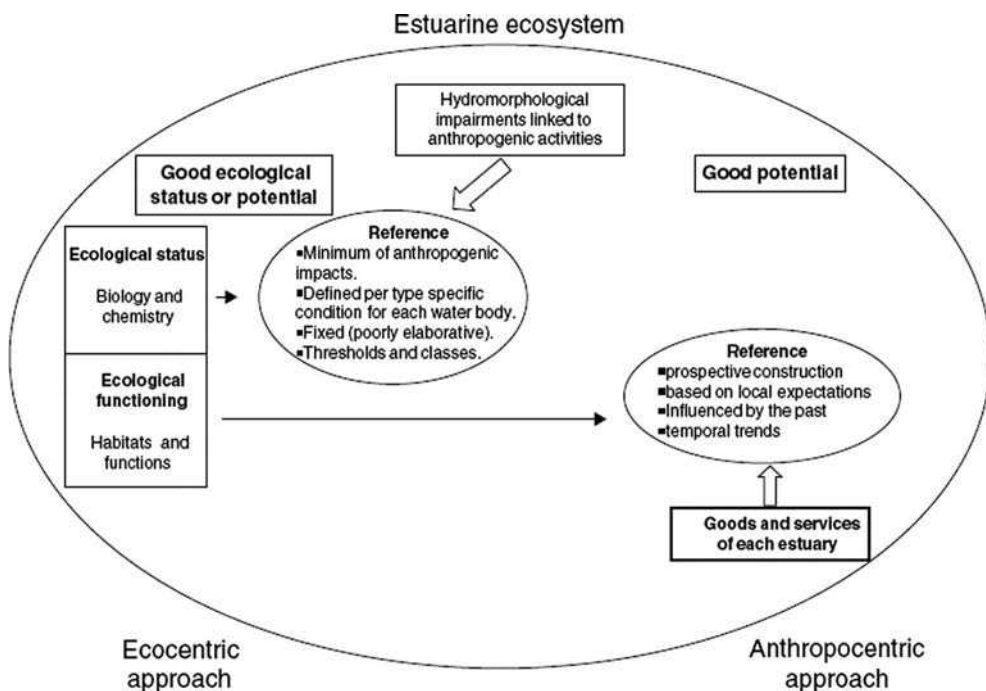 Estuarine ecosystem
Hydromorphological
impairments linked to
anthropogenic activities
Good ecological
status or potential
Good potential
Ecological status
Biology and
chemistry
Reference
▪Minimum of anthropogenic
impacts.
▪Defined per type specific
condition for each water body.
▪Fixed (poorly elaborative).
▪Thresholds and classes.
Ecological
functioning
Habitats and
functions
Reference
▪prospective construction
▪based on local expectations
▪Influenced by the past
▪temporal trends
Goods and services
of each estuary
Ecocentric
approach
Anthropocentric
approach